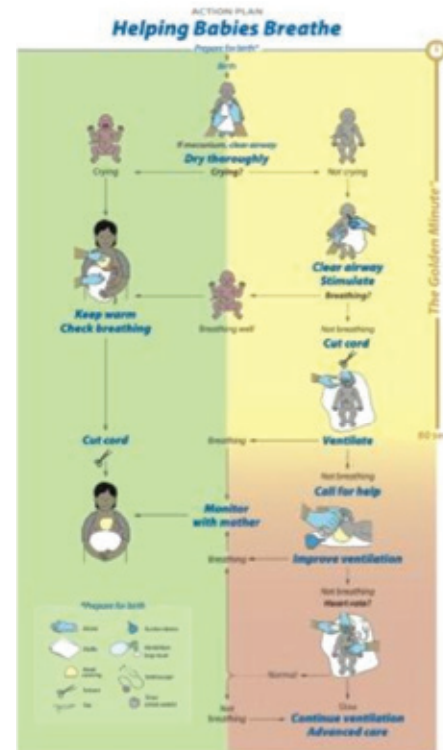 ACTION PLAN
Helping Babies Breathe
Prepare for birth*
Birth
If meconium, clear airway
Dry thoroughly
Crying
Crying?
Not crying
Clear airway
Stimulate
Breathing?
Keep warm
Check breathing
Breathing well
Not breathing
Cut cord
The Golden Minute
60 sec
Cut cord
Breathing
Ventilate
Not breathing
Call for help
Monitor
with mother
Breathing
Improve ventilation
Not breathing
Heart rate?
*Prepare for birth
Normal
Slow
Not
breathing
Continue ventilation
Advanced care